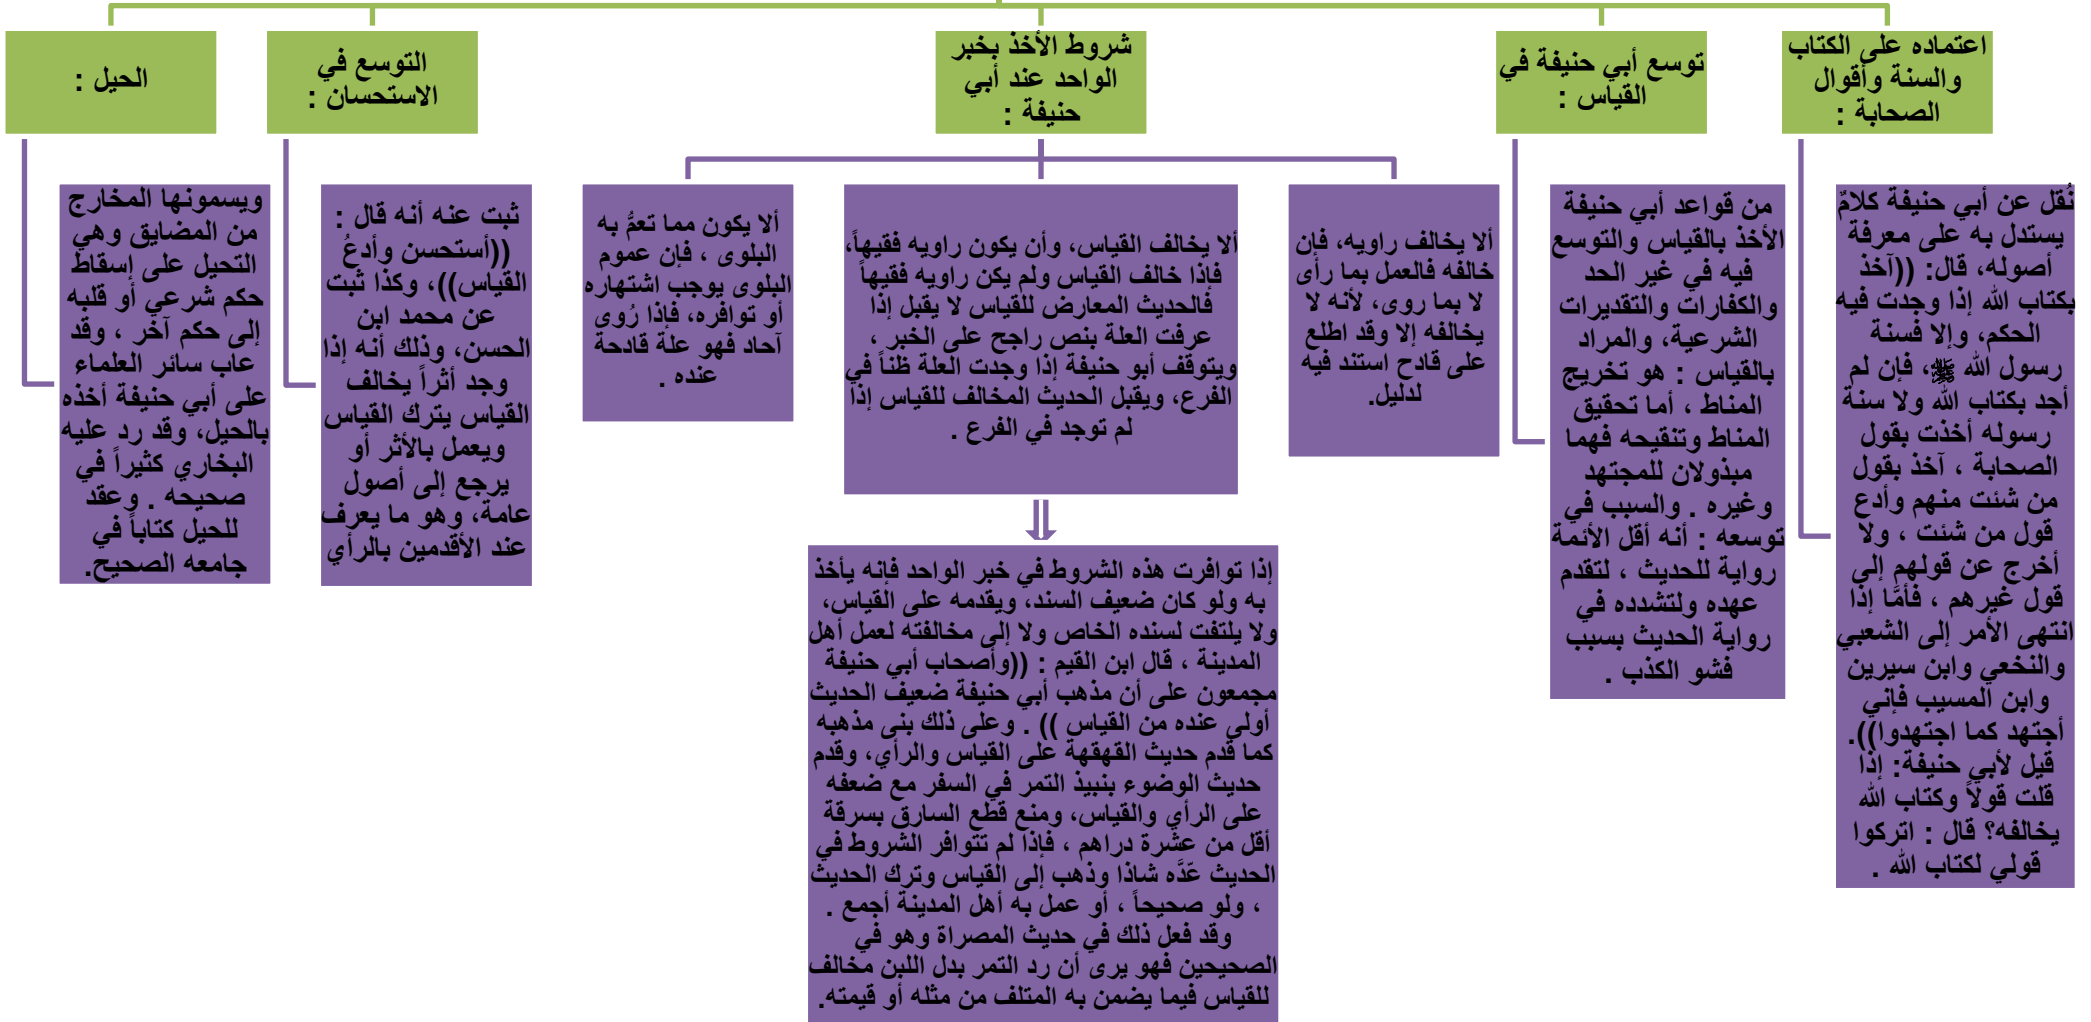 اعتماده على الكتاب
والسنة وأقوال
الصحابة :
نُقل عن أبي حنيفة كلامٌ
يستدل به على معرفة
أصوله، قال: ((آخذ
بكتاب الله إذا وجدت فيه
الحكم، وإلا فسنة
رسول الله ﷺ، فإن لم
أجد بكتاب الله ولا سنة
رسوله أخذت بقول
الصحابة ، آخذ بقول
من شئت منهم وأدع
قول من شئت ، ولا
أخرج عن قولهم إلى
قول غيرهم ، فأمَّا إذا
انتهى الأمر إلى الشعبي
والنخعي وابن سيرين
وابن المسيب فإني
أجتهد كما اجتهدوا)).
قيل لأبي حنيفة: إذا
قلت قولاً وكتاب الله
يخالفه؟ قال : اتركوا
قولي لكتاب الله .
توسع أبي حنيفة في
القياس :
من قواعد أبي حنيفة
الأخذ بالقياس والتوسع
فيه في غير الحد
والكفارات والتقديرات
الشرعية، والمراد
بالقياس : هو تخريج
المناط ، أما تحقيق
المناط وتنقيحه فهما
مبذولان للمجتهد
وغيره . والسبب في
توسعه : أنه أقل الأئمة
رواية للحديث ، لتقدم
عهده ولتشدده في
رواية الحديث بسبب
فشو الكذب .
شروط الأخذ بخبر
الواحد عند أبي
حنيفة :
ألا يخالف راويه، فإن
خالفه فالعمل بما رأى
لا بما روى، لأنه لا
يخالفه إلا وقد اطلع
على قادح استند فيه
لدليل.
ألا يخالف القياس، وأن يكون راويه فقيهاً،
فإذا خالف القياس ولم يكن راويه فقيهاً
فالحديث المعارض للقياس لا يقبل إذا
عرفت العلة بنص راجح على الخبر ،
ويتوقف أبو حنيفة إذا وجدت العلة ظناً في
الفرع، ويقبل الحديث المخالف للقياس إذا
لم توجد في الفرع .
ألا يكون مما تعمُّ به
البلوى ، فإن عموم
البلوى يوجب اشتهاره
أو توافره، فإذا رُوى
آحاد فهو علة قادحة
عنده .
إذا توافرت هذه الشروط في خبر الواحد فإنه يأخذ
به ولو كان ضعيف السند، ويقدمه على القياس،
ولا يلتفت لسنده الخاص ولا إلى مخالفته لعمل أهل
المدينة ، قال ابن القيم : ((وأصحاب أبي حنيفة
مجمعون على أن مذهب أبي حنيفة ضعيف الحديث
أولى عنده من القياس )) . وعلى ذلك بنى مذهبه
كما قدم حديث القهقهة على القياس والرأي، وقدم
حديث الوضوء بنبيذ التمر في السفر مع ضعفه
على الرأي والقياس، ومنع قطع السارق بسرقة
أقل من عشرة دراهم ، فإذا لم تتوافر الشروط في
الحديث عَّده شاذا وذهب إلى القياس وترك الحديث
، ولو صحيحاً ، أو عمل به أهل المدينة أجمع .
وقد فعل ذلك في حديث المصراة وهو في
الصحيحين فهو يرى أن رد التمر بدل اللبن مخالف
للقياس فيما يضمن به المتلف من مثله أو قيمته.
التوسع في
الاستحسان :
ثبت عنه أنه قال :
((أستحسن وأدعُ
القياس))، وكذا ثبت
عن محمد ابن
الحسن، وذلك أنه إذا
وجد أثراً يخالف
القياس يترك القياس
ويعمل بالأثر أو
يرجع إلى أصول
عامة، وهو ما يعرف
عند الأقدمين بالرأي
الحيل :
ويسمونها المخارج
من المضايق وهي
التحيل على إسقاط
حكم شرعي أو قلبه
إلى حكم آخر ، وقد
عاب سائر العلماء
على أبي حنيفة أخذه
بالحيل، وقد رد عليه
البخاري كثيراً في
صحيحه . وعقد
للحيل كتاباً في
جامعه الصحيح.